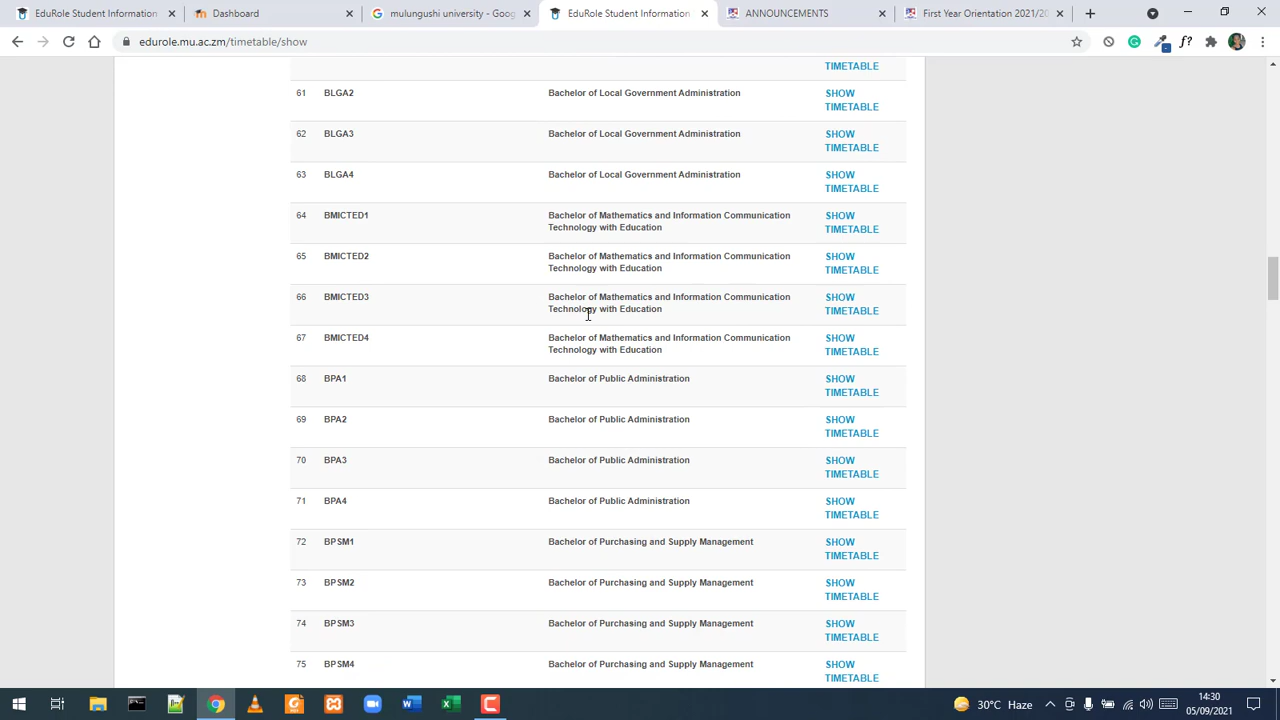 EduRole Student Information
Dashboard
mulungushi unversity - Goog
EduRole Student Information
ANNOUNCEMENTS
First Year Orientation 2021/20
edurole.mu.ac.zm/timetable/show
TIMETABLE
61 BLGA2 Bachelor of Local Government Administration SHOW
TIMETABLE
62 BLGA3 Bachelor of Local Government Administration SHOW
TIMETABLE
63 BLGA4 Bachelor of Local Government Administration SHOW
TIMETABLE
64 BMICTED1 Bachelor of Mathematics and Information Communication SHOW
Technology with Education TIMETABLE
65 BMICTED2 Bachelor of Mathematics and Information Communication SHOW
Technology with Education TIMETABLE
66 BMICTED3 Bachelor of Mathematics and Information Communication SHOW
Technology with Education TIMETABLE
67 BMICTED4 Bachelor of Mathematics and Information Communication SHOW
Technology with Education TIMETABLE
68 BPA1 Bachelor of Public Administration SHOW
TIMETABLE
69 BPA2 Bachelor of Public Administration SHOW
TIMETABLE
70 BPA3 Bachelor of Public Administration SHOW
TIMETABLE
71 BPA4 Bachelor of Public Administration SHOW
TIMETABLE
72 BPSM1 Bachelor of Purchasing and Supply Management SHOW
TIMETABLE
73 BPSM2 Bachelor of Purchasing and Supply Management SHOW
TIMETABLE
74 BPSM3 Bachelor of Purchasing and Supply Management SHOW
TIMETABLE
75 BPSM4 Bachelor of Purchasing and Supply Management SHOW
TIMETABLE
30°C Haze
14:30
05/09/2021